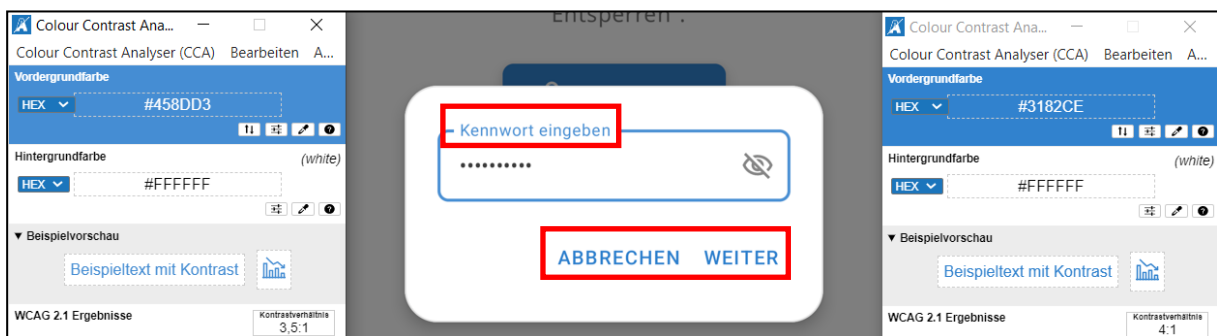 Colour Contrast Ana...
Colour Contrast Analyser (CCA) Bearbeiten A...
Vordergrundfarbe
HEX #458DD3
Hintergrundfarbe (white)
HEX #FFFFFF
▼ Beispielvorschau
Beispieltext mit Kontrast
WCAG 2.1 Ergebnisse
Kontrastverhältnis
3,5:1
Entsperren".
Kennwort eingeben
••••••••••
ABBRECHEN WEITER
Colour Contrast Ana...
Colour Contrast Analyser (CCA) Bearbeiten A...
Vordergrundfarbe
HEX #3182CE
Hintergrundfarbe (white)
HEX #FFFFFF
▼ Beispielvorschau
Beispieltext mit Kontrast
WCAG 2.1 Ergebnisse
Kontrastverhältnis
4:1